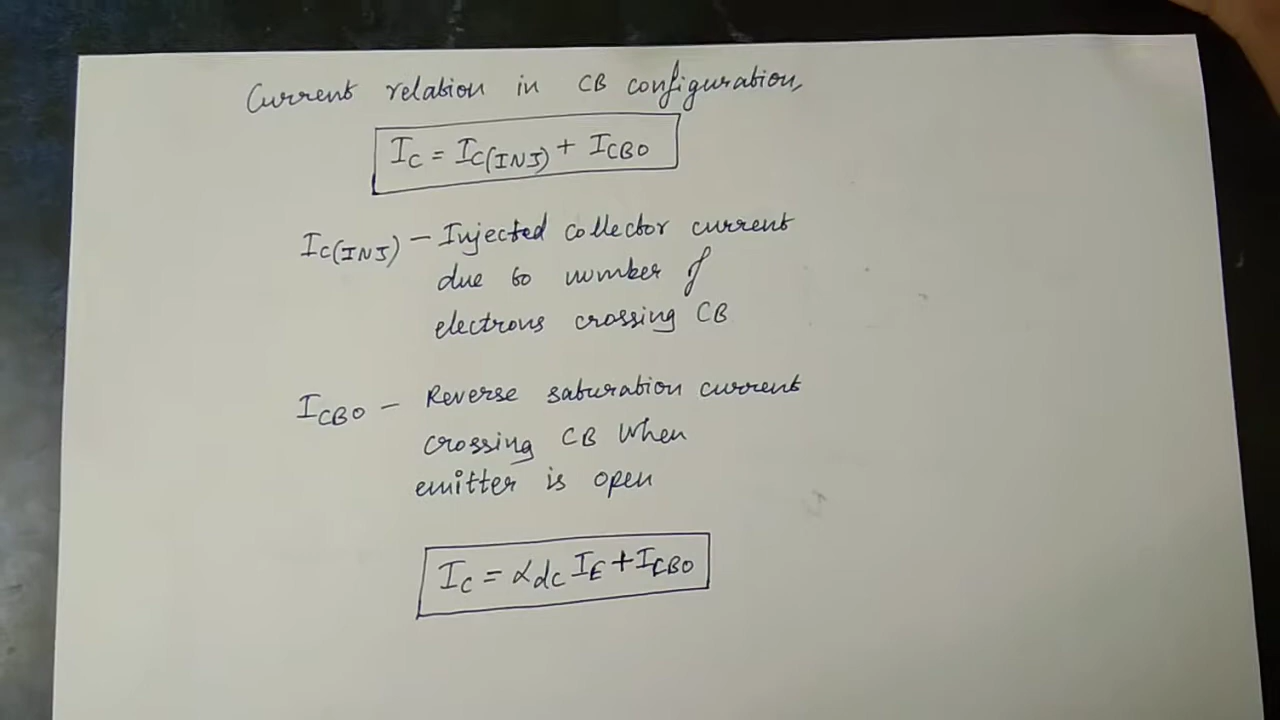 Current relation in CB configuration,
IC = IC(INJ) + ICBO
IC(INJ) – Injected collector current
due to number of
electrons crossing CB
ICBO – Reverse saturation current
crossing CB when
emitter is open
IC = αdc IE + ICBO